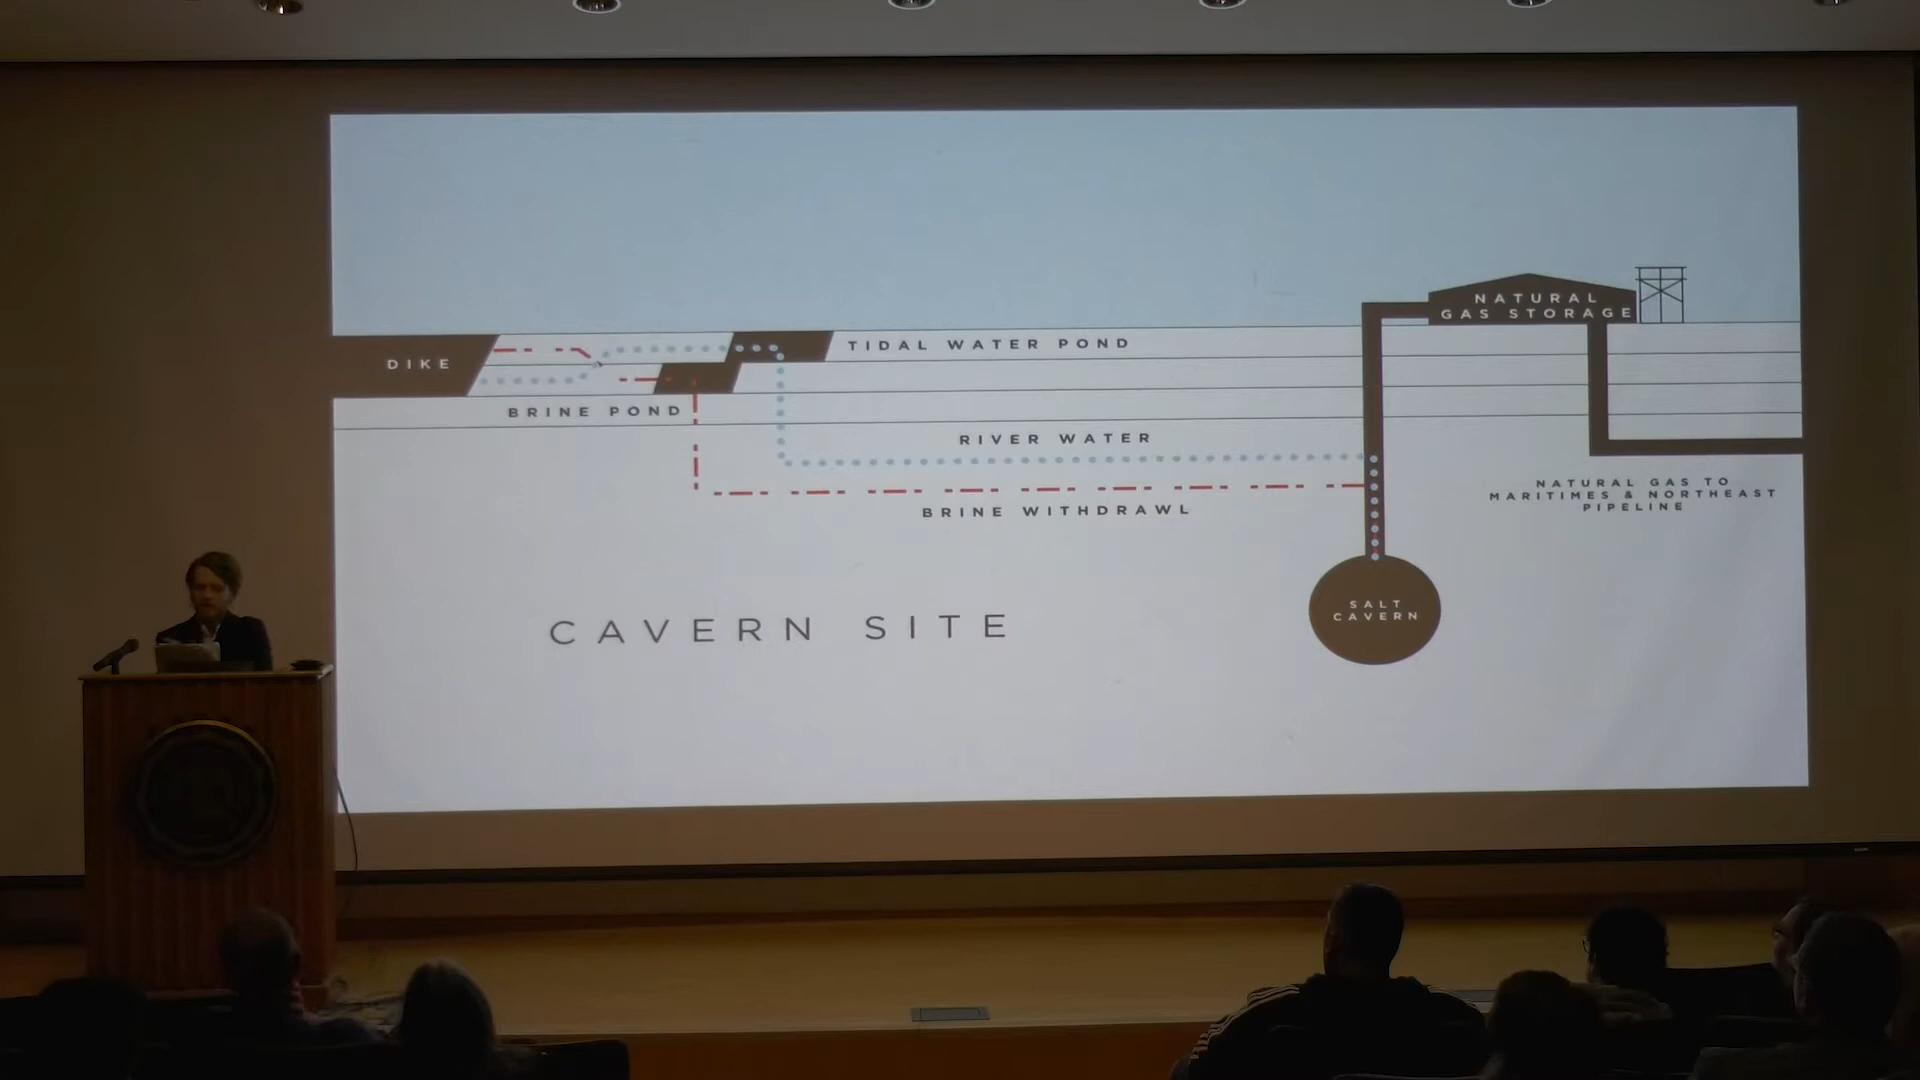 NATURAL
GAS STORAGE
DIKE
TIDAL WATER POND
BRINE POND
RIVER WATER
BRINE WITHDRAWL
NATURAL GAS TO
MARITIMES & NORTHEAST
PIPELINE
SALT
CAVERN
CAVERN SITE